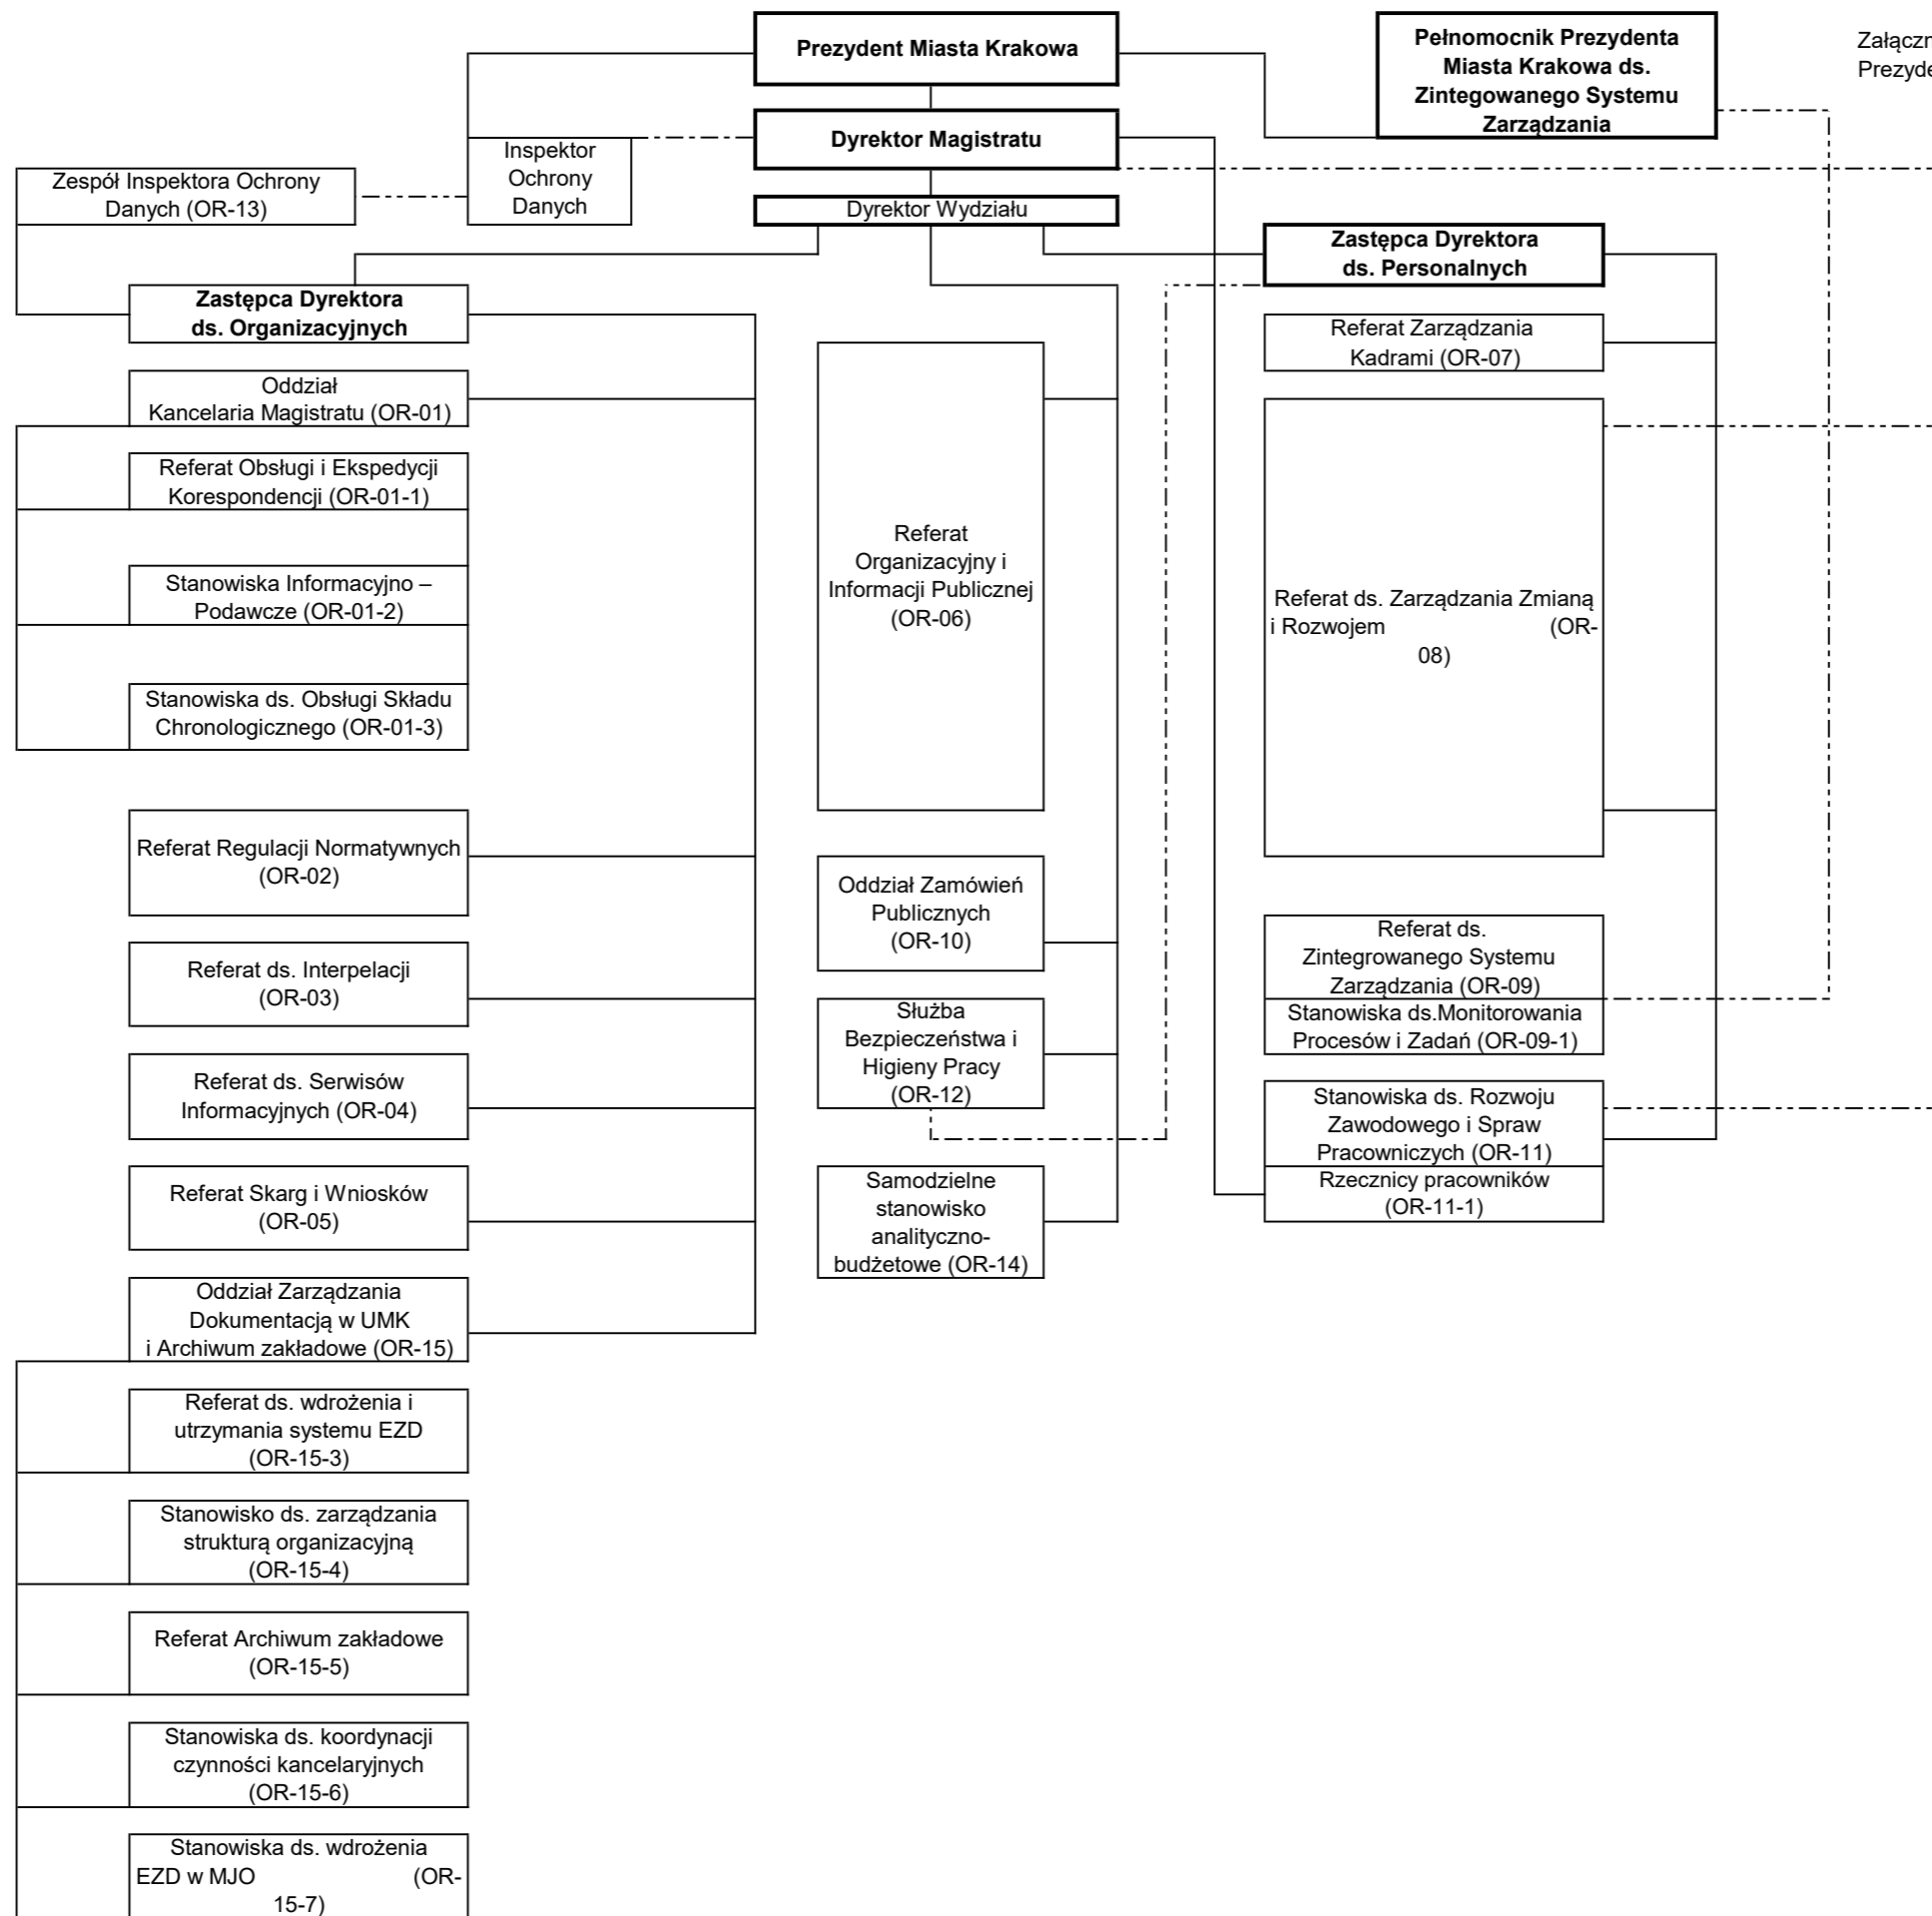 Prezydent Miasta Krakowa
Pełnomocnik Prezydenta
Miasta Krakowa ds.
Zintegowanego Systemu
Zarządzania
Załączn
Prezyde
Dyrektor Magistratu
Inspektor
Ochrony
Danych
Zespół Inspektora Ochrony
Danych (OR-13)
Dyrektor Wydziału
Zastępca Dyrektora
ds. Organizacyjnych
Oddział
Kancelaria Magistratu (OR-01)
Referat Obsługi i Ekspedycji
Korespondencji (OR-01-1)
Stanowiska Informacyjno –
Podawcze (OR-01-2)
Stanowiska ds. Obsługi Składu
Chronologicznego (OR-01-3)
Referat Regulacji Normatywnych
(OR-02)
Referat ds. Interpelacji
(OR-03)
Referat ds. Serwisów
Informacyjnych (OR-04)
Referat Skarg i Wniosków
(OR-05)
Oddział Zarządzania
Dokumentacją w UMK
i Archiwum zakładowe (OR-15)
Referat ds. wdrożenia i
utrzymania systemu EZD
(OR-15-3)
Stanowisko ds. zarządzania
strukturą organizacyjną
(OR-15-4)
Referat Archiwum zakładowe
(OR-15-5)
Stanowiska ds. koordynacji
czynności kancelaryjnych
(OR-15-6)
Stanowiska ds. wdrożenia
EZD w MJO (OR-
15-7)
Referat
Organizacyjny i
Informacji Publicznej
(OR-06)
Oddział Zamówień
Publicznych
(OR-10)
Służba
Bezpieczeństwa i
Higieny Pracy
(OR-12)
Samodzielne
stanowisko
analityczno-
budżetowe (OR-14)
Zastępca Dyrektora
ds. Personalnych
Referat Zarządzania
Kadrami (OR-07)
Referat ds. Zarządzania Zmianą
i Rozwojem (OR-
08)
Referat ds.
Zintegrowanego Systemu
Zarządzania (OR-09)
Stanowiska ds.Monitorowania
Procesów i Zadań (OR-09-1)
Stanowiska ds. Rozwoju
Zawodowego i Spraw
Pracowniczych (OR-11)
Rzecznicy pracowników
(OR-11-1)